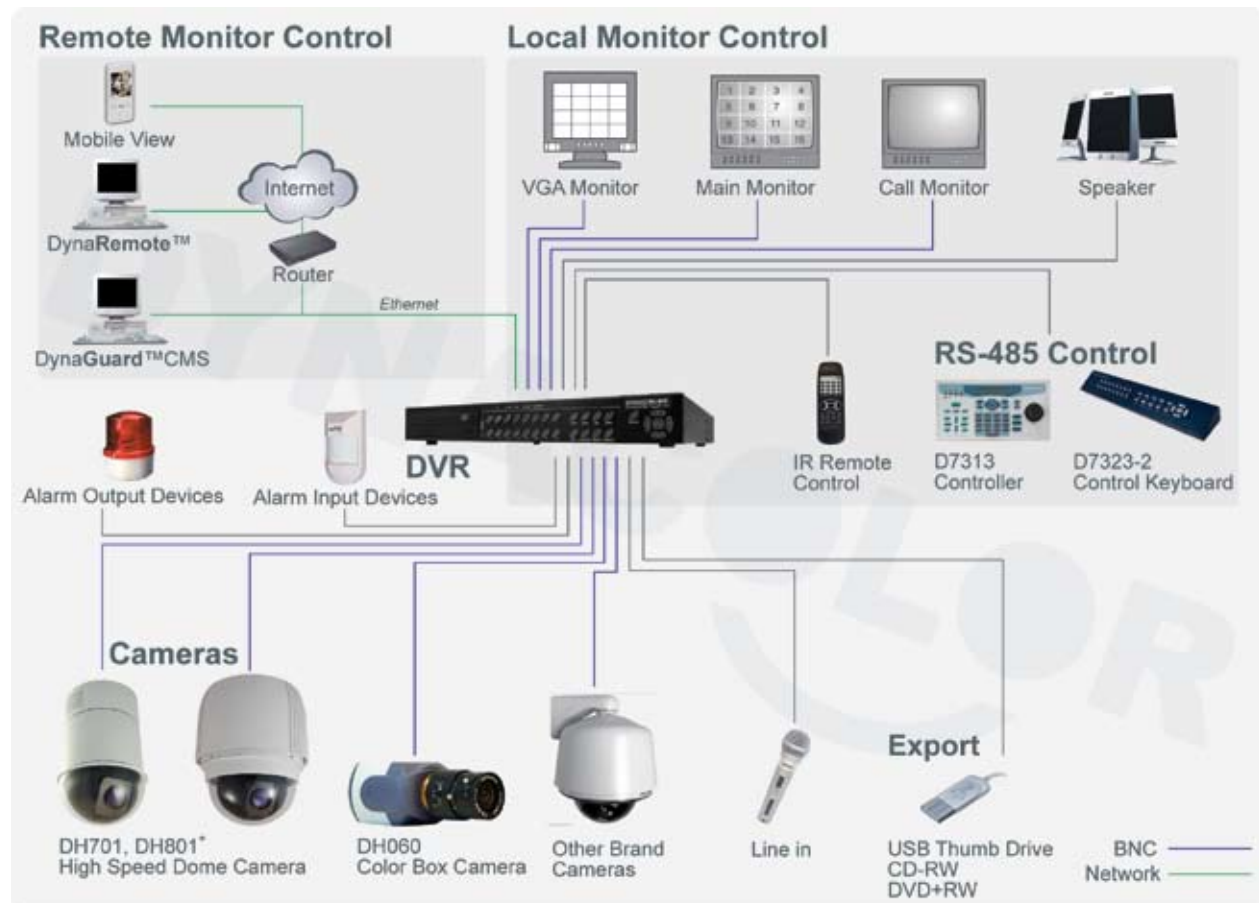 Remote Monitor Control
Local Monitor Control
Mobile View
Internet
DynaRemote™
Router
Ethernet
DynaGuard™CMS
1 2 3 4
5 6 7 8
9 10 11 12
13 14 15 16
VGA Monitor
Main Monitor
Call Monitor
Speaker
RS-485 Control
IR Remote
Control
D7313
Controller
D7323-2
Control Keyboard
DVR
Alarm Output Devices
Alarm Input Devices
Cameras
DH701, DH801*
High Speed Dome Camera
DH060
Color Box Camera
Other Brand
Cameras
Line in
Export
USB Thumb Drive
CD-RW
DVD+RW
BNC
Network
DYNACOLOR